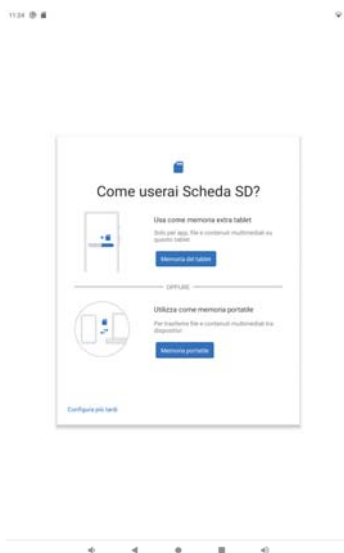 11:24
Come userai Scheda SD?
Usa come memoria extra tablet
Solo per app, file e contenuti multimediali su
questo tablet
Memoria del tablet
OPPURE
Utilizza come memoria portatile
Per trasferire file e contenuti multimediali tra
dispositivi
Memoria portatile
Configura più tardi